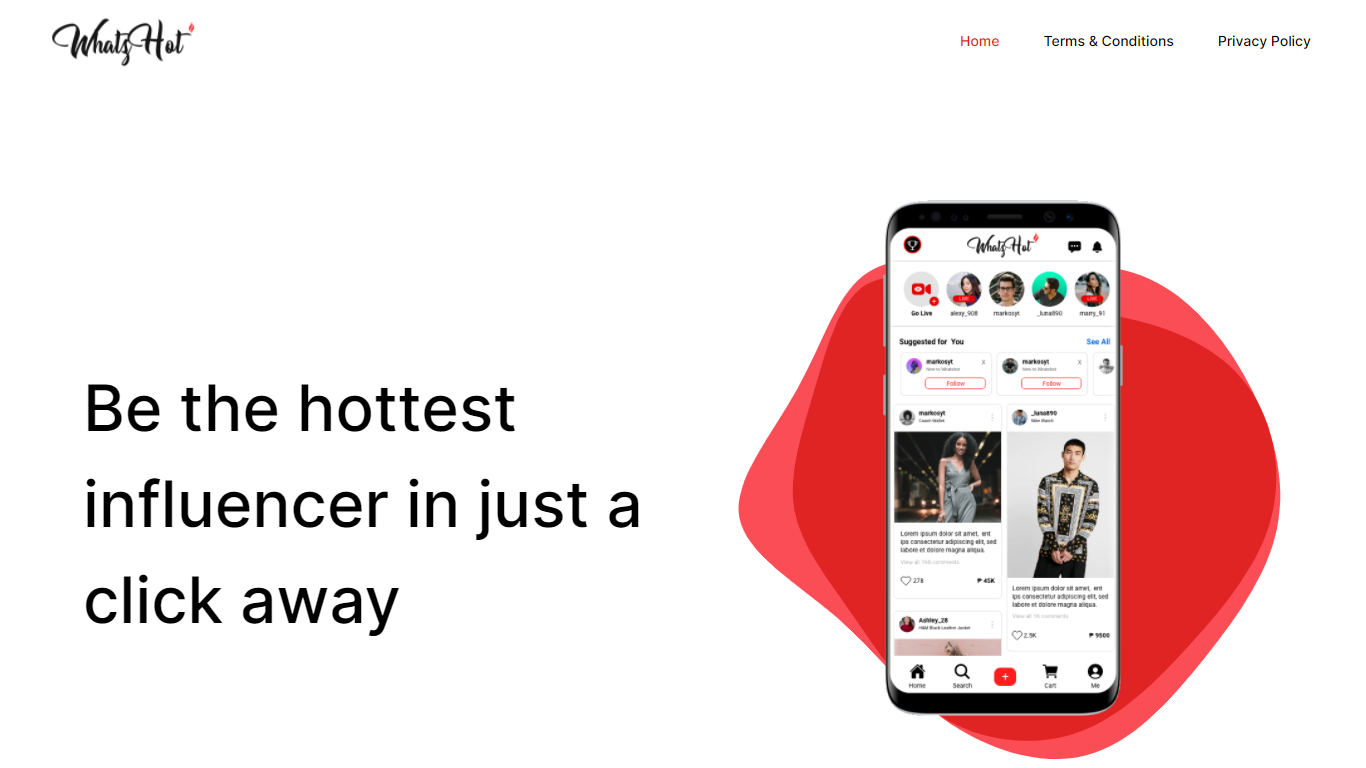 WhatzHot
Home
Terms & Conditions
Privacy Policy
Be the hottest
influencer in just a
click away
WhatzHot
LIVE
LIVE
Go Live
alexy_908
markosyt
_luna890
marry_91
Suggested for You
See All
markosyt
X
New to WhatzHot
Follow
markosyt
X
New to WhatzHot
Follow
markosyt
Coach Wallet
Lorem ipsum dolor sit amet, ent
ips consectetur adipiscing elit, sed
labore et dolore magna aliqua.
View all 166 comments
278
₱ 45K
Ashley_28
H&M Black Leather Jacket
_luna890
Nike Watch
Lorem ipsum dolor sit amet, ent
ips consectetur adipiscing elit, sed
labore et dolore magna aliqua.
View all 16 comments
2.5K
₱ 9500
Home
Search
Cart
Me